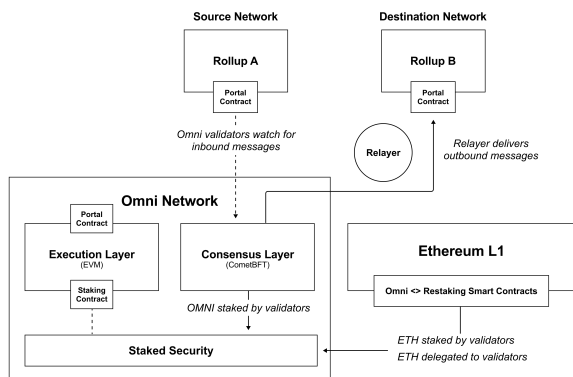 Source Network
Destination Network
Rollup A
Rollup B
Portal
Contract
Portal
Contract
Omni validators watch for
inbound messages
Relayer
Relayer delivers
outbound messages
Omni Network
Portal
Contract
Execution Layer
(EVM)
Staking
Contract
Consensus Layer
(CometBFT)
Ethereum L1
Omni <> Restaking Smart Contracts
OMNI staked by validators
Staked Security
ETH staked by validators
ETH delegated to validators